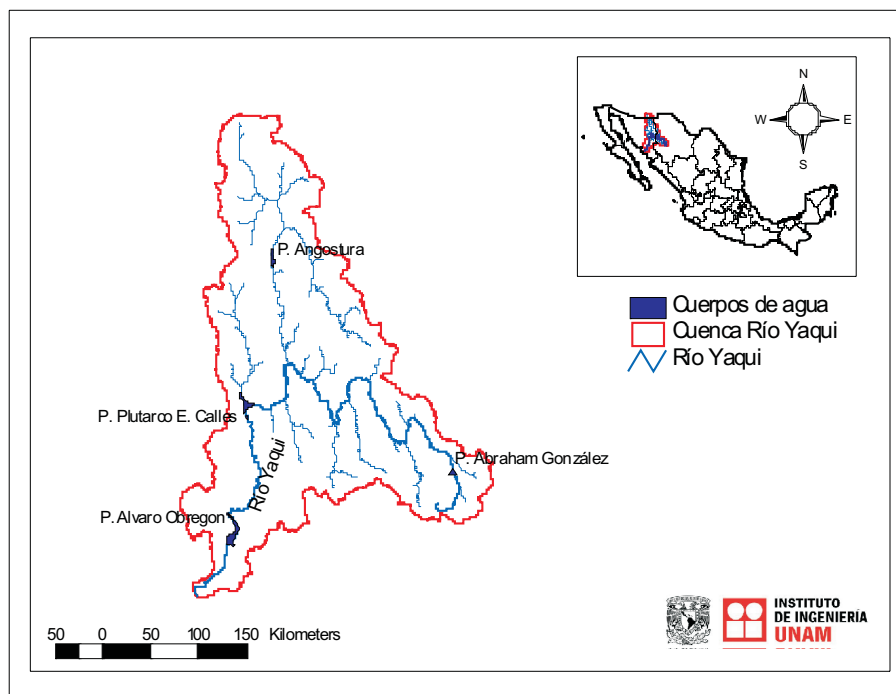 N
W E
S
P. Angostura
Cuerpos de agua
Cuenca Río Yaqui
Río Yaqui
P. Plutarco E. Calles
Río Yaqui
P. Abraham González
P. Alvaro Obregon
50 0 50 100 150 Kilometers
INSTITUTO
DE INGENIERÍA
UNAM